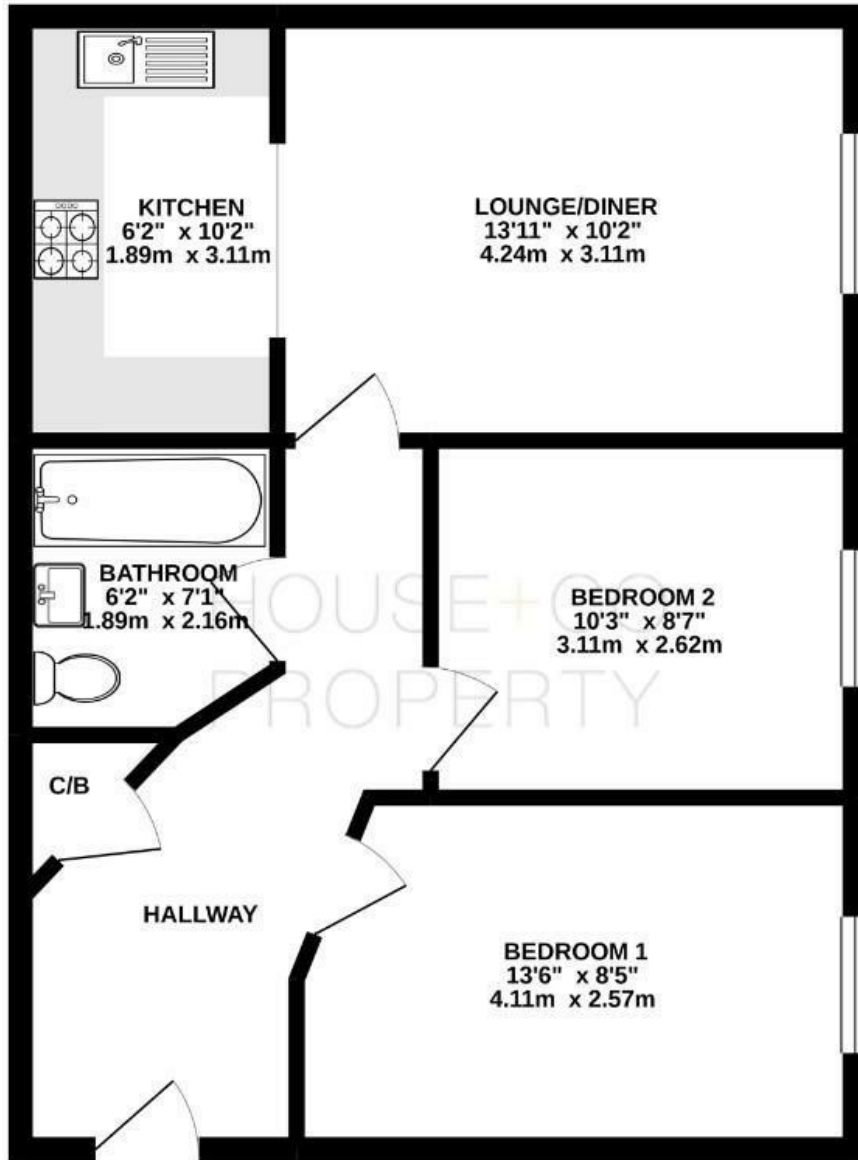 KITCHEN
6'2" x 10'2"
1.89m x 3.11m
LOUNGE/DINER
13'11" x 10'2"
4.24m x 3.11m
BATHROOM
6'2" x 7'1"
1.89m x 2.16m
HOUSE+CO
PROPERTY
BEDROOM 2
10'3" x 8'7"
3.11m x 2.62m
C/B
HALLWAY
BEDROOM 1
13'6" x 8'5"
4.11m x 2.57m